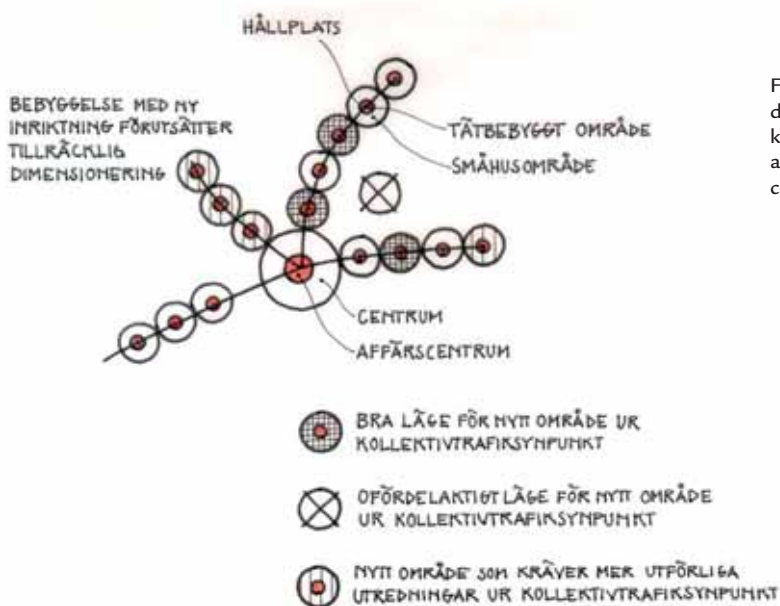 HÅLLPLATS
BEBYGGELSE MED NY
INRIKTNING FÖRUTSÄTTER
TILLRÄCKLIG
DIMENSIONERING
TÄTBEBYGGT OMRÅDE
SMÅHUSOMRÅDE
CENTRUM
AFFÄRSCENTRUM
BRA LÄGE FÖR NYTT OMRÅDE UR
KOLLEKTIVTRAFIKSYNPUNKT
OFÖRDELAKTIGT LÄGE FÖR NYTT OMRÅDE
UR KOLLEKTIVTRAFIKSYNPUNKT
NYTT OMRÅDE SOM KRÄVER MER UTFÖRLIGA
UTREDNINGAR UR KOLLEKTIVTRAFIKSYNPUNKT
F
d
k
a
c